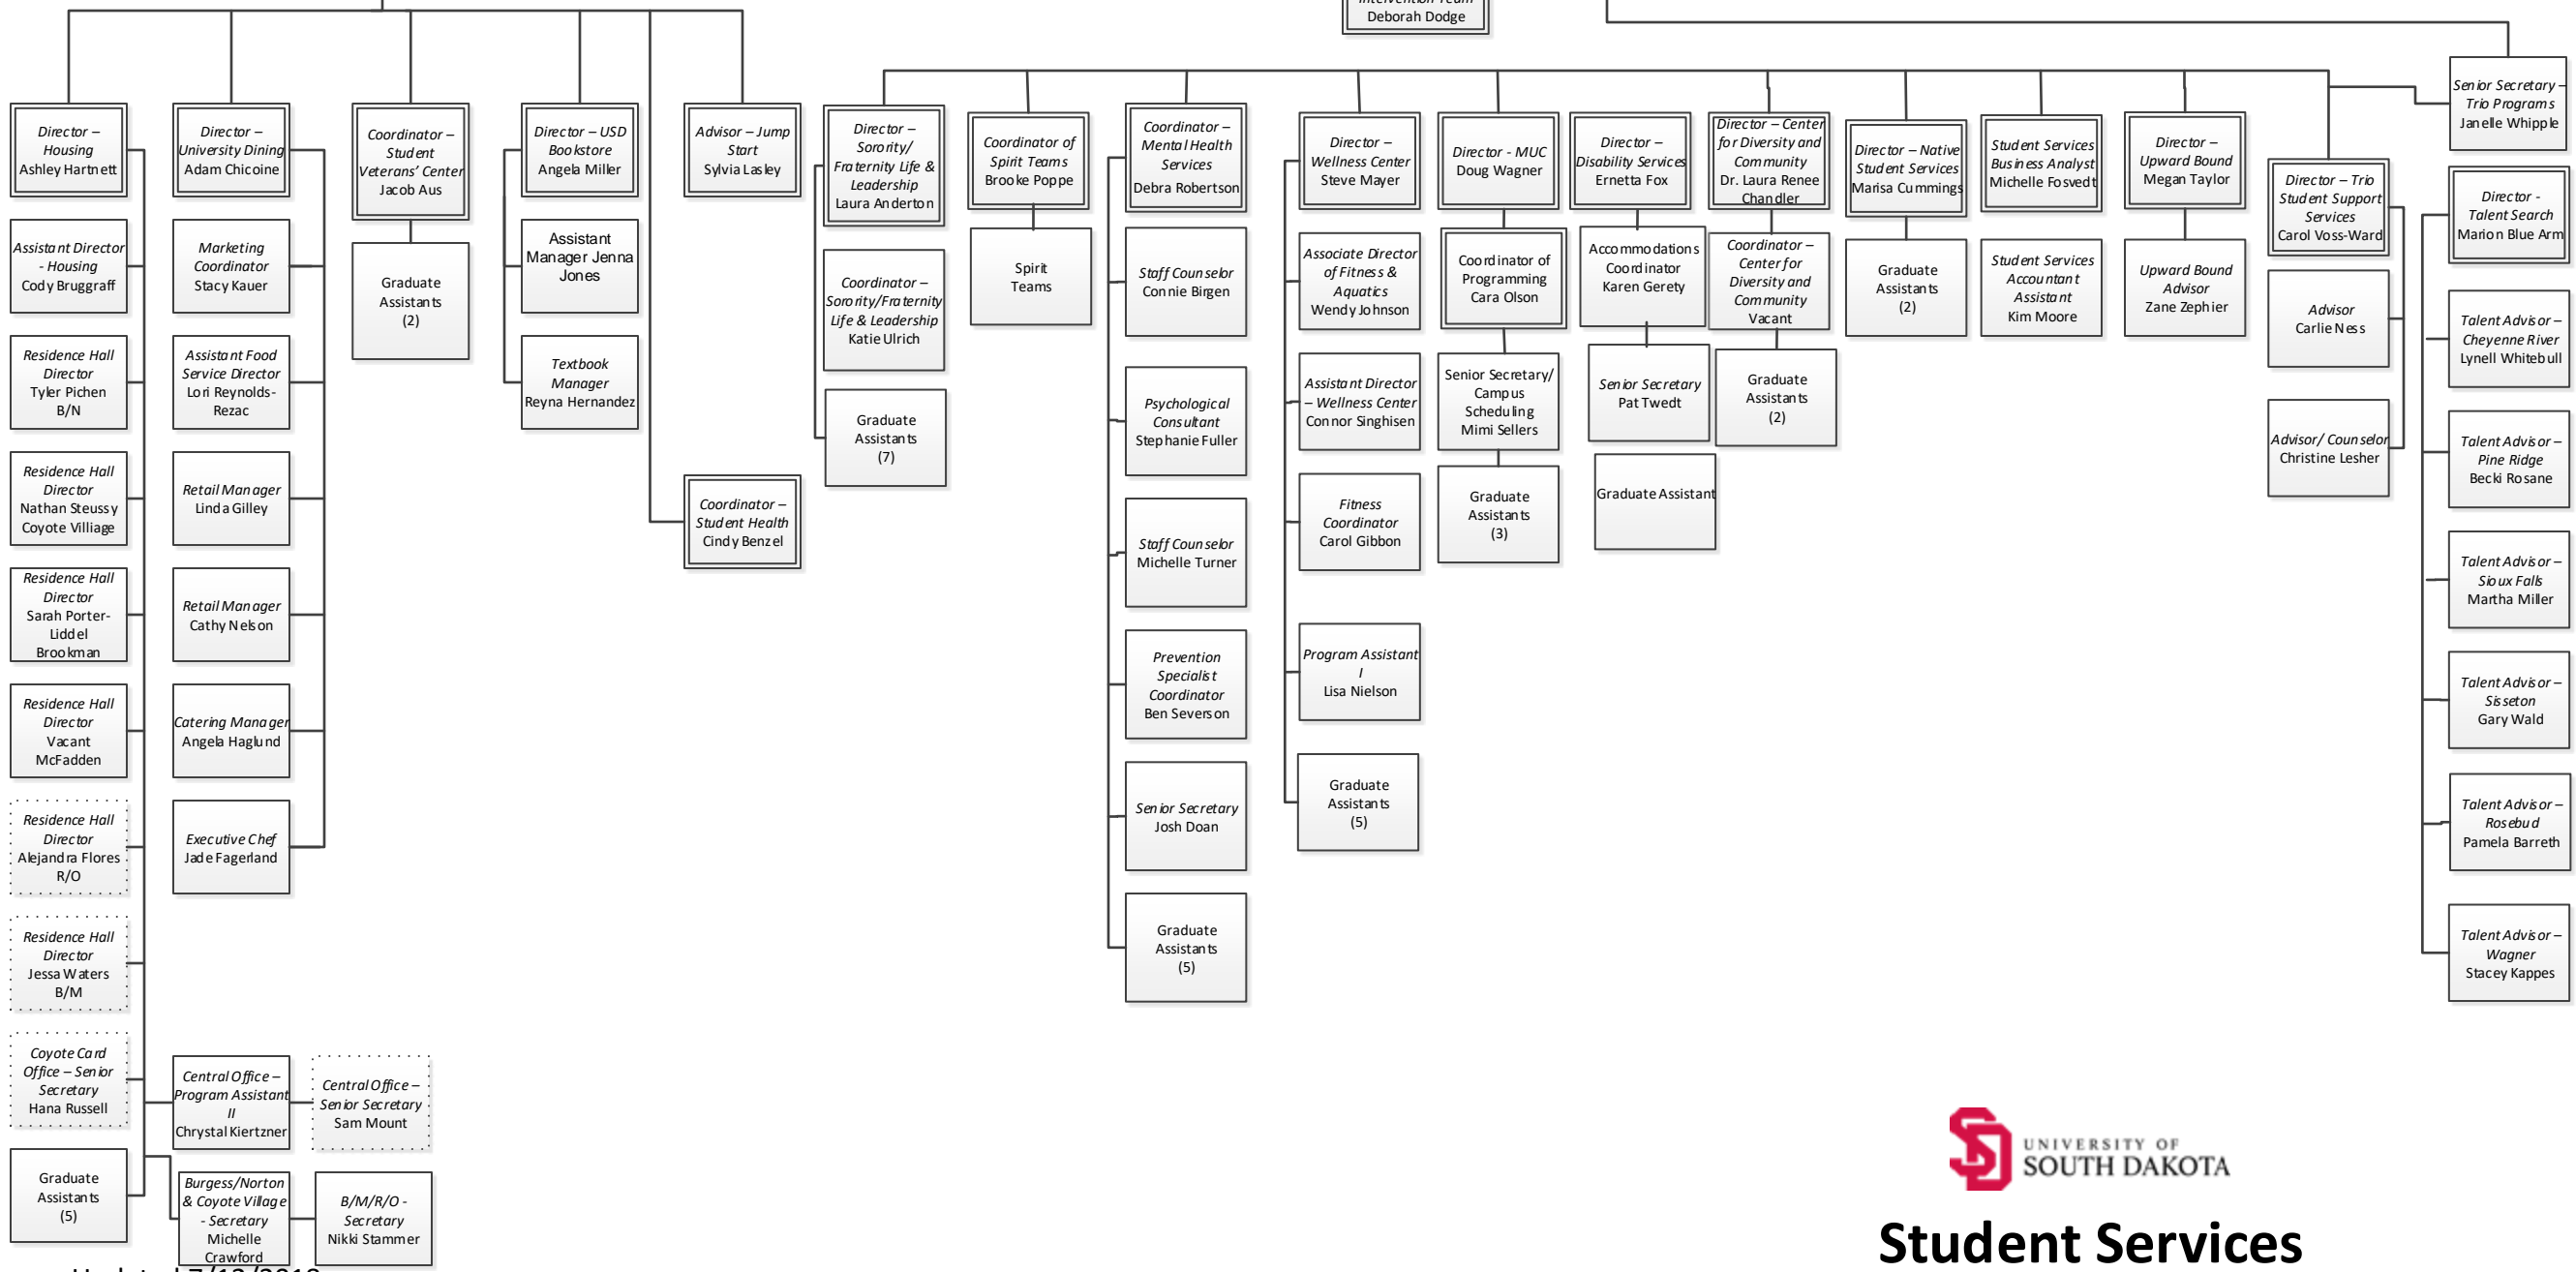 Intervention Team
Deborah Dodge
Senior Secretary –
Trio Programs
Janelle Whipple
Director –
Housing
Ashley Hartnett
Assistant Director
- Housing
Cody Bruggraff
Residence Hall
Director
Tyler Pichen
B/N
Residence Hall
Director
Nathan Steussy
Coyote Villiage
Residence Hall
Director
Sarah Porter-
Liddel
Brookman
Residence Hall
Director
Vacant
McFadden
Residence Hall
Director
Alejandra Flores
R/O
Residence Hall
Director
Jessa Waters
B/M
Coyote Card
Office – Senior
Secretary
Hana Russell
Graduate
Assistants
(5)
Central Office –
Program Assistant
II
Chrystal Kiertzner
Central Office –
Senior Secretary
Sam Mount
Burgess/Norton
& Coyote Village
- Secretary
Michelle
Crawford
B/M/R/O -
Secretary
Nikki Stammer
Director –
University Dining
Adam Chicoine
Marketing
Coordinator
Stacy Kauer
Assistant Food
Service Director
Lori Reynolds-
Rezac
Retail Manager
Linda Gilley
Retail Manager
Cathy Nelson
Catering Manager
Angela Haglund
Executive Chef
Jade Fagerland
Coordinator –
Student
Veterans’ Center
Jacob Aus
Graduate
Assistants
(2)
Director – USD
Bookstore
Angela Miller
Assistant
Manager Jenna
Jones
Textbook
Manager
Reyna Hernandez
Advisor – Jump
Start
Sylvia Lasley
Coordinator –
Student Health
Cindy Benzel
Director –
Sorority/
Fraternity Life &
Leadership
Laura Anderton
Coordinator –
Sorority/Fraternity
Life & Leadership
Katie Ulrich
Graduate
Assistants
(7)
Coordinator of
Spirit Teams
Brooke Poppe
Spirit
Teams
Coordinator –
Mental Health
Services
Debra Robertson
Staff Counselor
Connie Birgen
Psychological
Consultant
Stephanie Fuller
Staff Counselor
Michelle Turner
Prevention
Specialist
Coordinator
Ben Severson
Senior Secretary
Josh Doan
Graduate
Assistants
(5)
Director –
Wellness Center
Steve Mayer
Associate Director
of Fitness &
Aquatics
Wendy Johnson
Assistant Director
– Wellness Center
Connor Singhisen
Fitness
Coordinator
Carol Gibbon
Program Assistant
I
Lisa Nielson
Graduate
Assistants
(5)
Director - MUC
Doug Wagner
Coordinator of
Programming
Cara Olson
Senior Secretary/
Campus
Scheduling
Mimi Sellers
Graduate
Assistants
(3)
Director –
Disability Services
Ernetta Fox
Accommodations
Coordinator
Karen Gerety
Senior Secretary
Pat Twedt
Graduate Assistant
Director – Center
for Diversity and
Community
Dr. Laura Renee
Chandler
Coordinator –
Center for
Diversity and
Community
Vacant
Graduate
Assistants
(2)
Director – Native
Student Services
Marisa Cummings
Graduate
Assistants
(2)
Student Services
Business Analyst
Michelle Fosvedt
Student Services
Accountant
Assistant
Kim Moore
Director –
Upward Bound
Megan Taylor
Upward Bound
Advisor
Zane Zephier
Director – Trio
Student Support
Services
Carol Voss-Ward
Advisor
Carlie Ness
Advisor/ Counselor
Christine Lesher
Director -
Talent Search
Marion Blue Arm
Talent Advisor –
Cheyenne River
Lynell Whitebull
Talent Advisor –
Pine Ridge
Becki Rosane
Talent Advisor –
Sioux Falls
Martha Miller
Talent Advisor –
Sisseton
Gary Wald
Talent Advisor –
Rosebud
Pamela Barreth
Talent Advisor –
Wagner
Stacey Kappes
UNIVERSITY OF
SOUTH DAKOTA
Student Services
Updated 7/12/2018